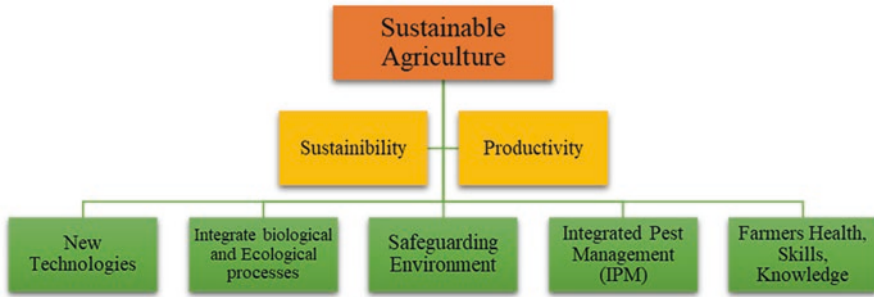 Sustainable
Agriculture
Sustainibility
Productivity
New
Technologies
Integrate biological
and Ecological
processes
Safeguarding
Environment
Integrated Pest
Management
(IPM)
Farmers Health,
Skills,
Knowledge